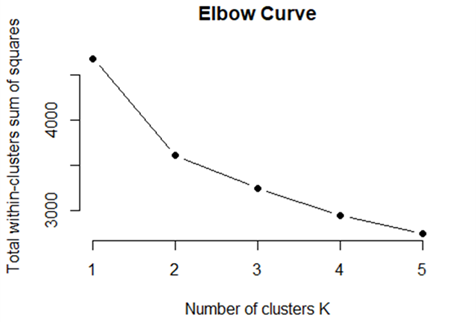 Elbow Curve
Total within-clusters sum of squares
4000
3000
1 2 3 4 5
Number of clusters K